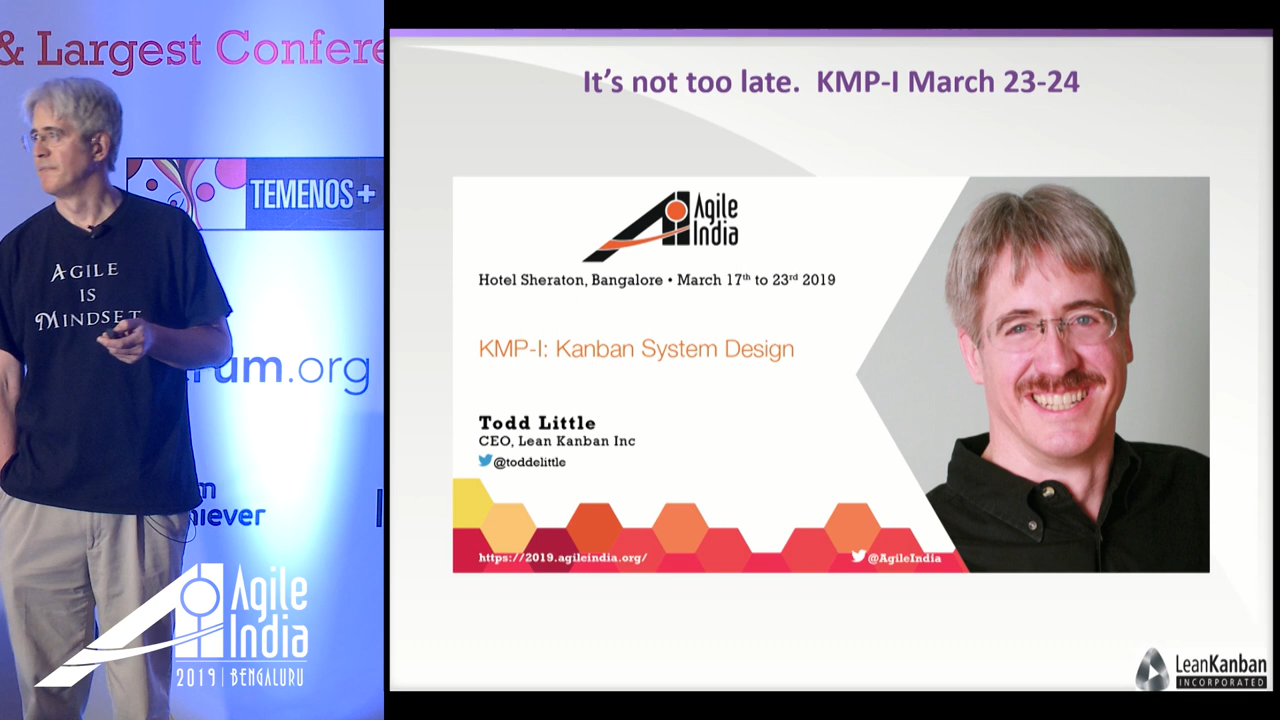 & Largest Confere
TEMENOS+
AGILE
IS
MINDSET
rum.org
m
niever
Agile
India
2019 | BENGALURU
It's not too late. KMP-I March 23-24
Agile
India
Hotel Sheraton, Bangalore • March 17th to 23rd 2019
KMP-I: Kanban System Design
Todd Little
CEO, Lean Kanban Inc
@toddelittle
https://2019.agileindia.org/
@AgileIndia
LeanKanban
INCORPORATED